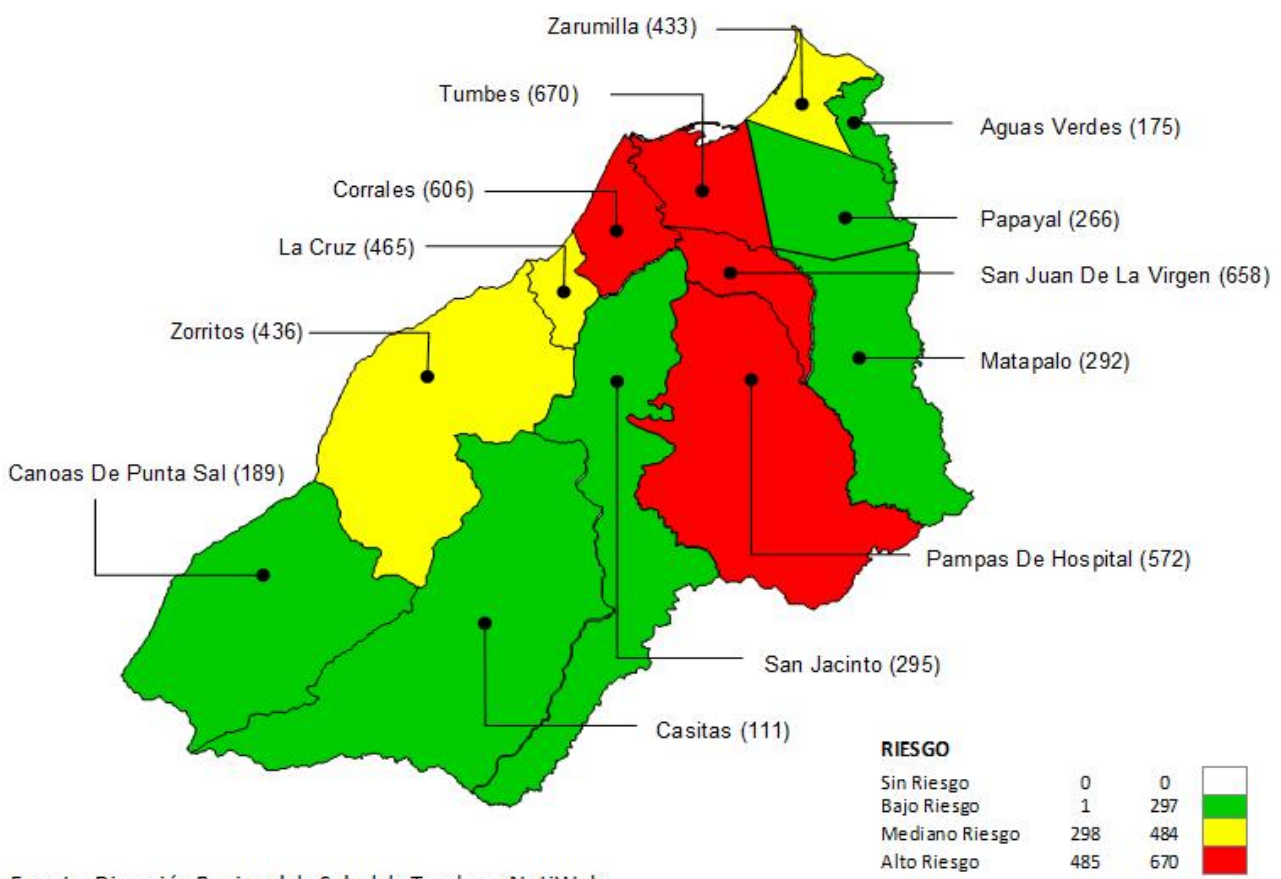 Zarumilla (433)
Tumbes (670)
Aguas Verdes (175)
Corrales (606)
Papayal (266)
La Cruz (465)
San Juan De La Virgen (658)
Zorritos (436)
Matapalo (292)
Canoas De Punta Sal (189)
Pampas De Hospital (572)
San Jacinto (295)
Casitas (111)
RIESGO
Sin Riesgo 0 0
Bajo Riesgo 1 297
Mediano Riesgo 298 484
Alto Riesgo 485 670